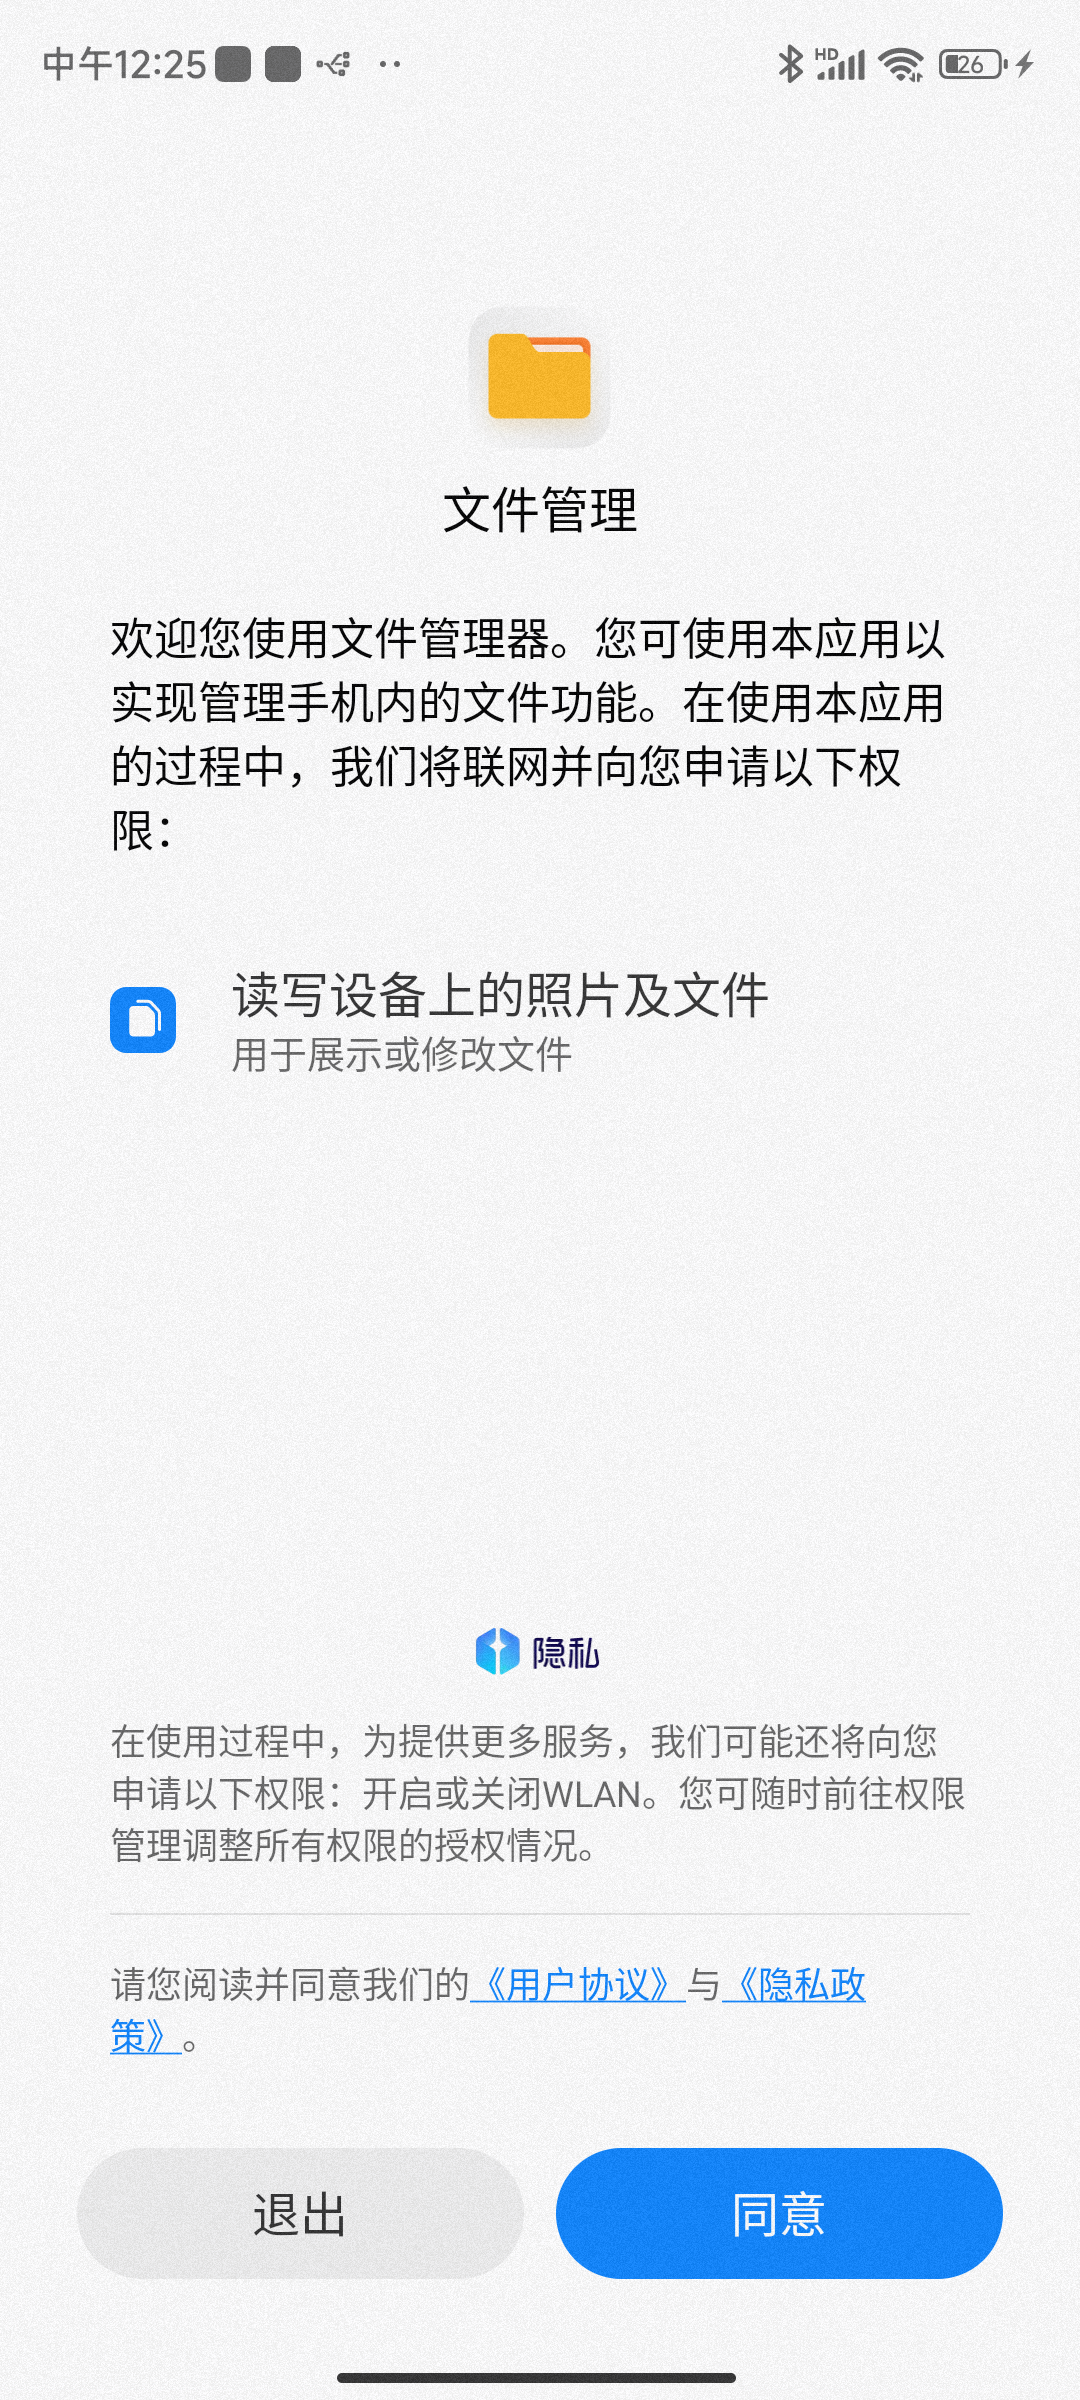 中午12:25
HD
26
文件管理
欢迎您使用文件管理器。您可使用本应用以
实现管理手机内的文件功能。在使用本应用
的过程中，我们将联网并向您申请以下权
限：
读写设备上的照片及文件
用于展示或修改文件
隐私
在使用过程中，为提供更多服务，我们可能还将向您
申请以下权限：开启或关闭WLAN。您可随时前往权限
管理调整所有权限的授权情况。
请您阅读并同意我们的《用户协议》与《隐私政
策》。
退出
同意